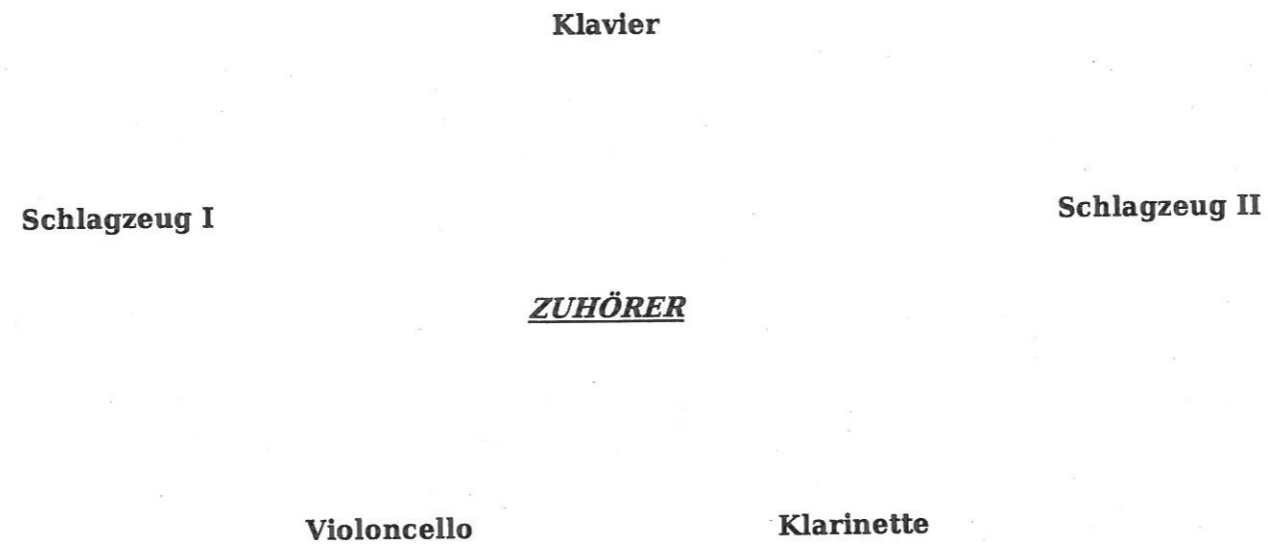 Klavier
Schlagzeug I
Schlagzeug II
ZUHÖRER
Violoncello
Klarinette